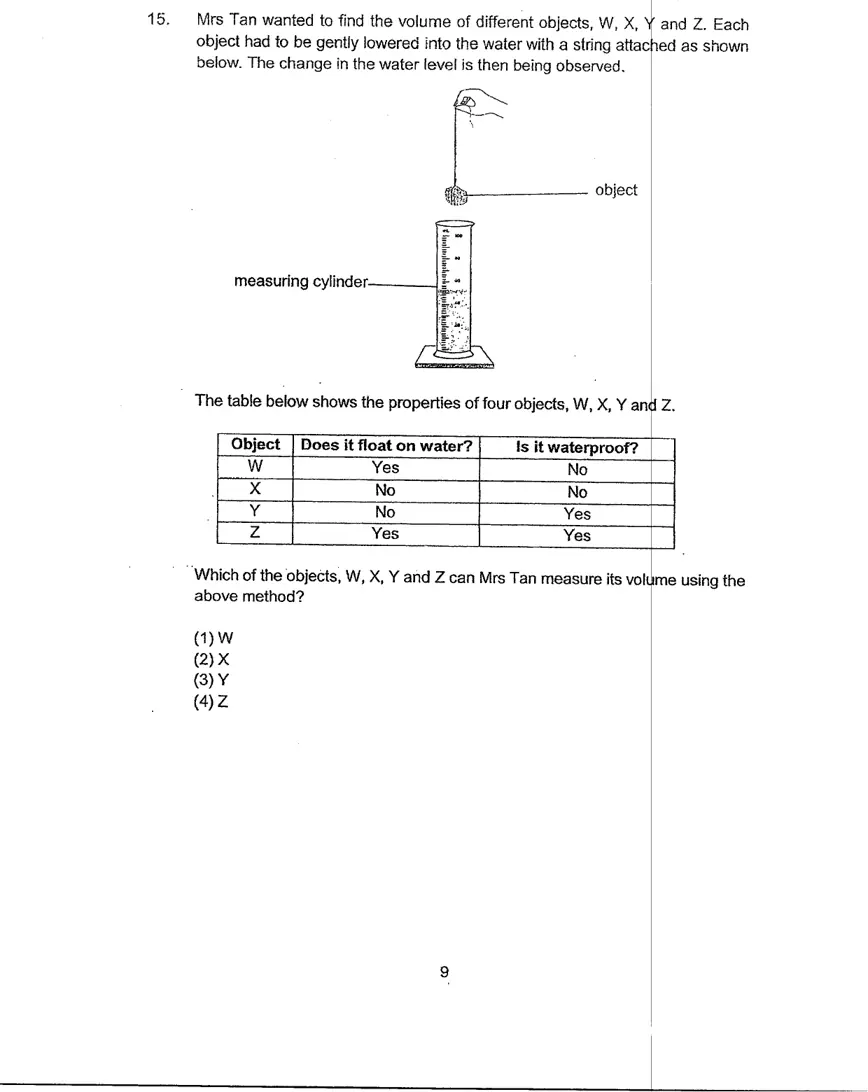 15. Mrs Tan wanted to find the volume of different objects, W, X, Y and Z. Each
object had to be gently lowered into the water with a string attached as shown
below. The change in the water level is then being observed.
object
measuring cylinder
The table below shows the properties of four objects, W, X, Y and Z.
Object Does it float on water? Is it waterproof?
W Yes No
X No No
Y No Yes
Z Yes Yes
Which of the objects, W, X, Y and Z can Mrs Tan measure its volume using the
above method?
(1) W
(2) X
(3) Y
(4) Z
9